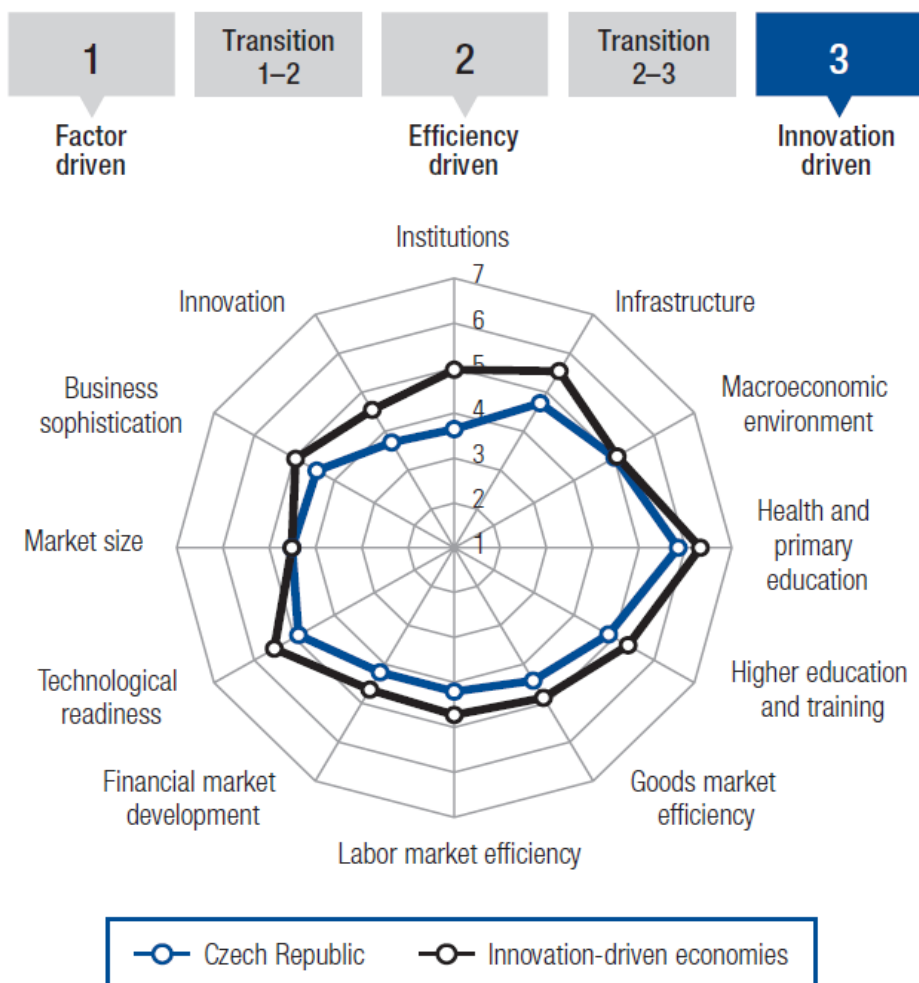 1
Transition
1–2
2
Transition
2–3
3
Factor
driven
Efficiency
driven
Innovation
driven
Institutions
Infrastructure
Macroeconomic
environment
Health and
primary
education
Higher education
and training
Goods market
efficiency
Labor market efficiency
Financial market
development
Technological
readiness
Market size
Business
sophistication
Innovation
7
6
5
4
3
2
1
Czech Republic
Innovation-driven economies